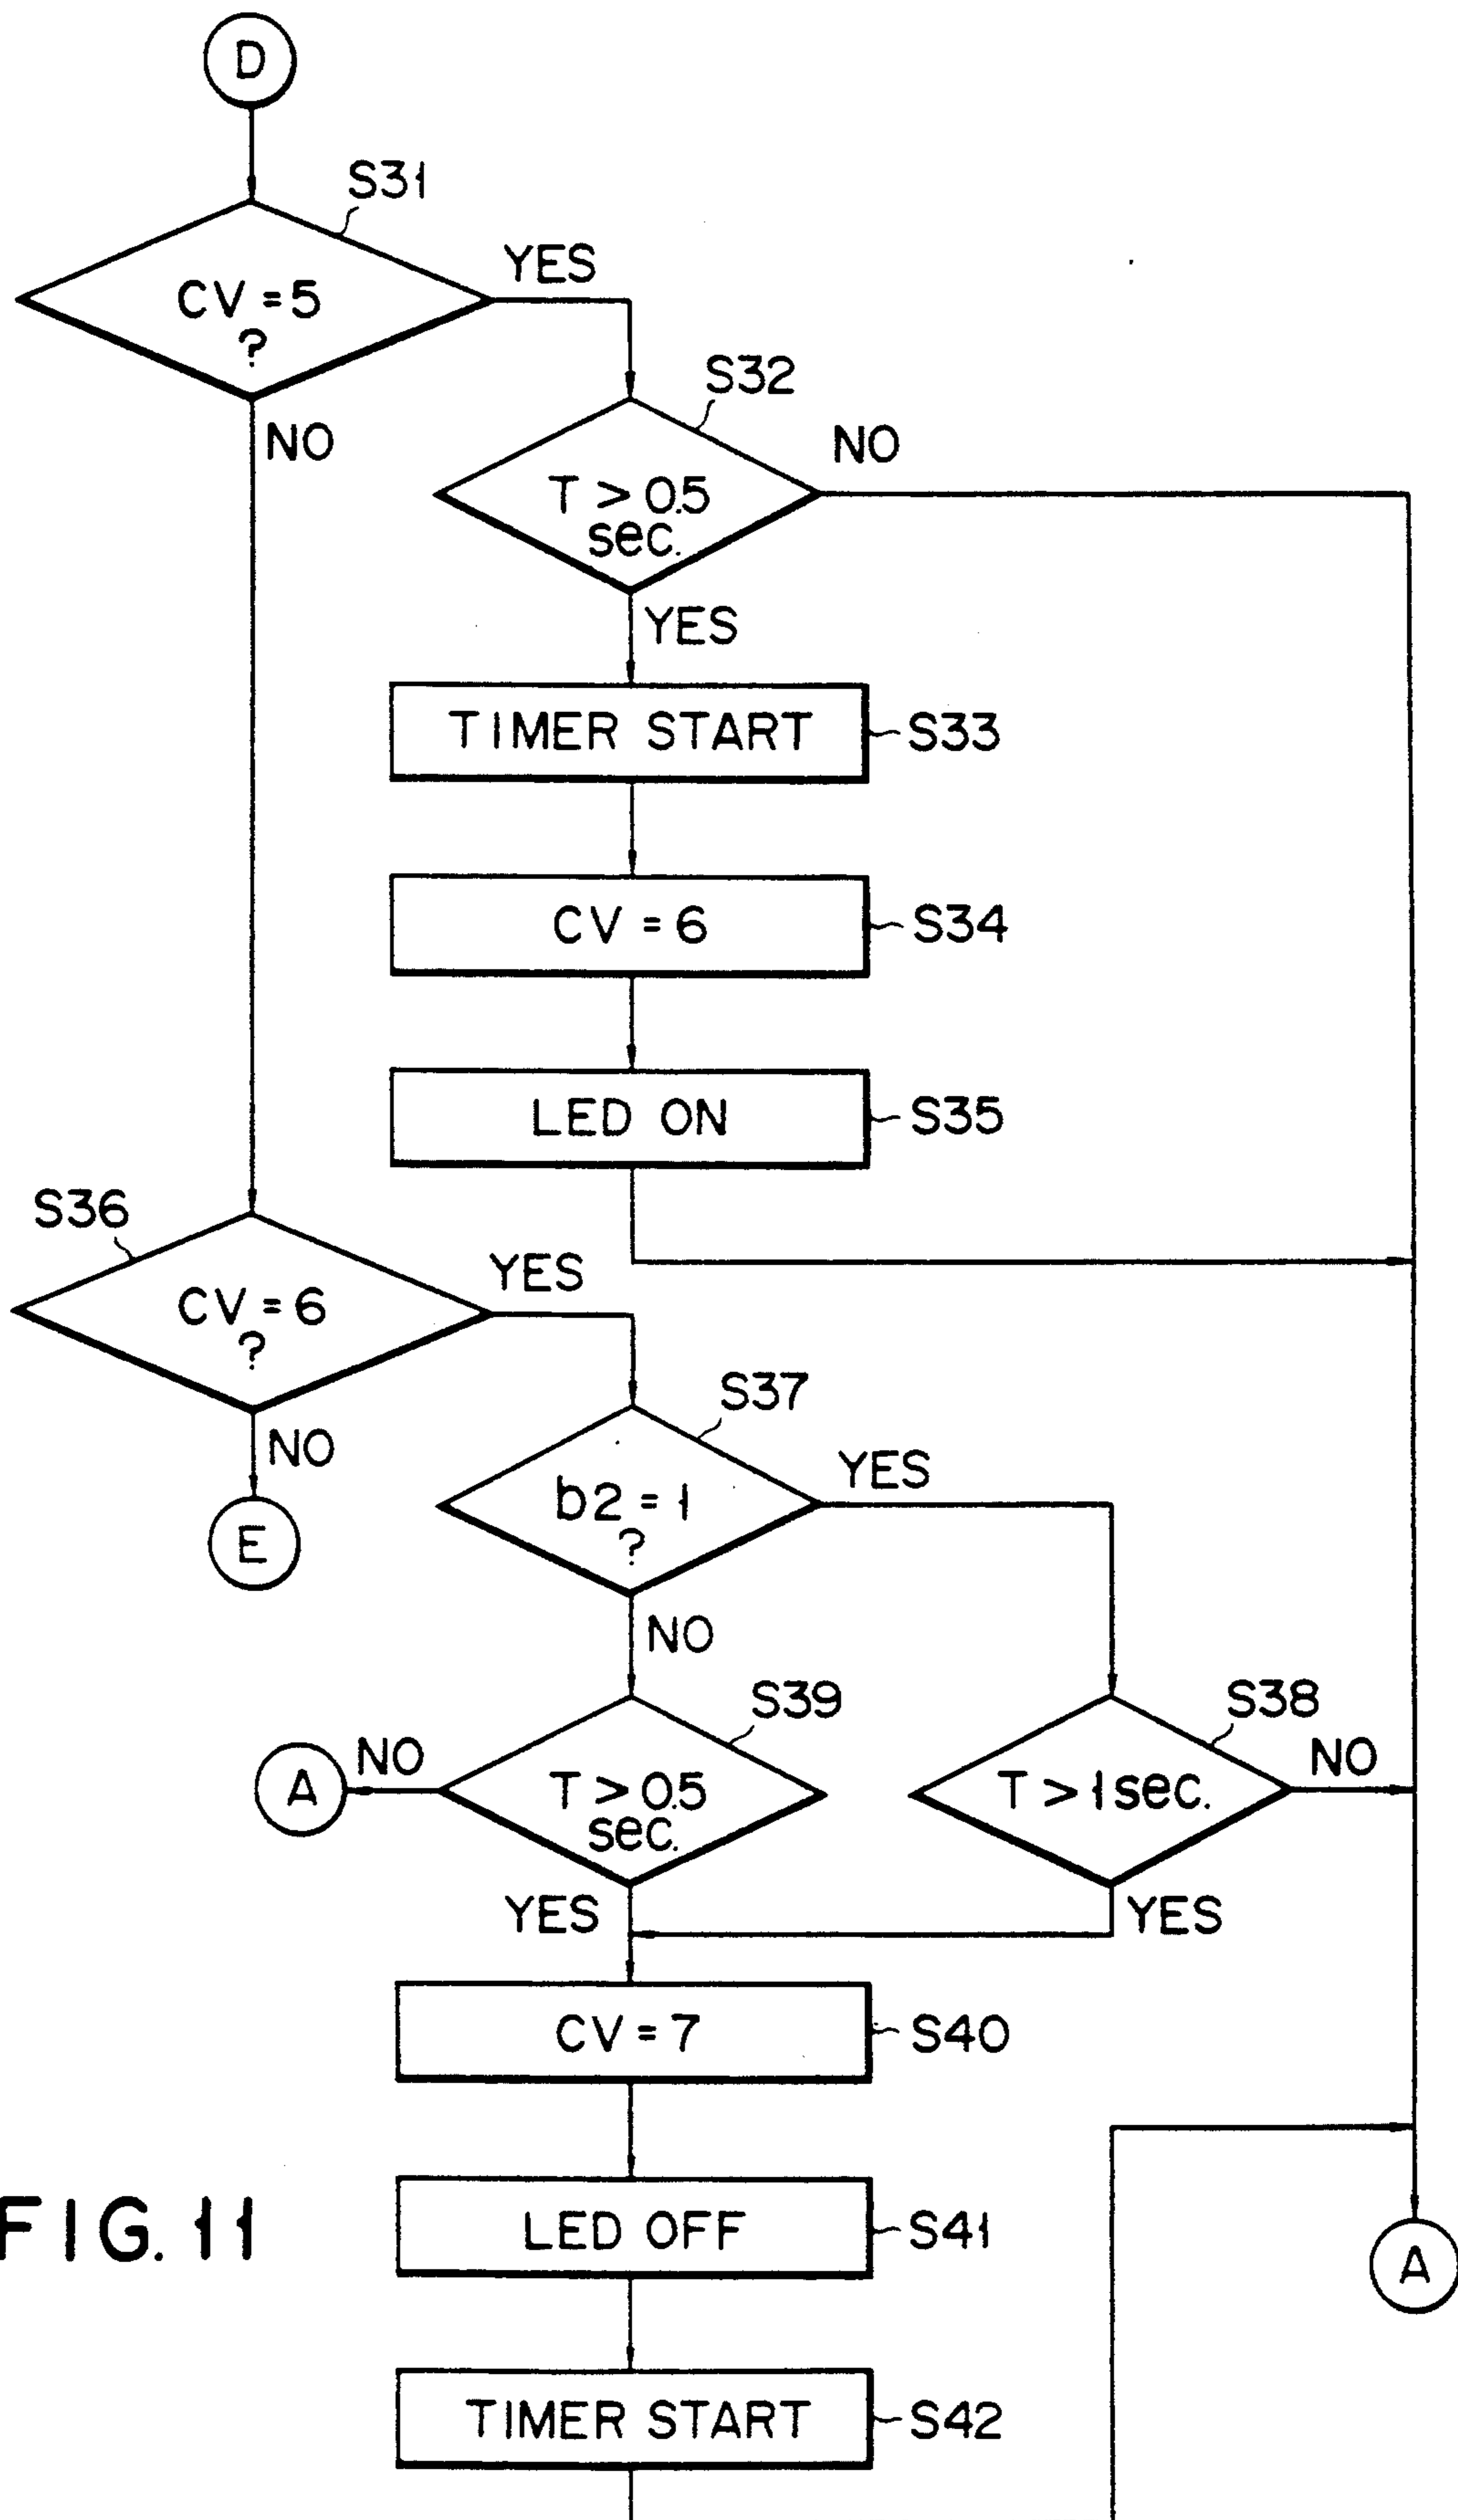 D
S31
CV=5
?
YES
NO
S32
T > 0.5
sec.
NO
YES
TIMER START
S33
CV=6
S34
LED ON
S35
S36
CV=6
?
YES
NO
E
S37
b2=1
?
YES
NO
S39
T > 0.5
sec.
NO
A
YES
S38
T > 1sec.
NO
YES
CV=7
S40
LED OFF
S41
A
FIG.11
TIMER START
S42